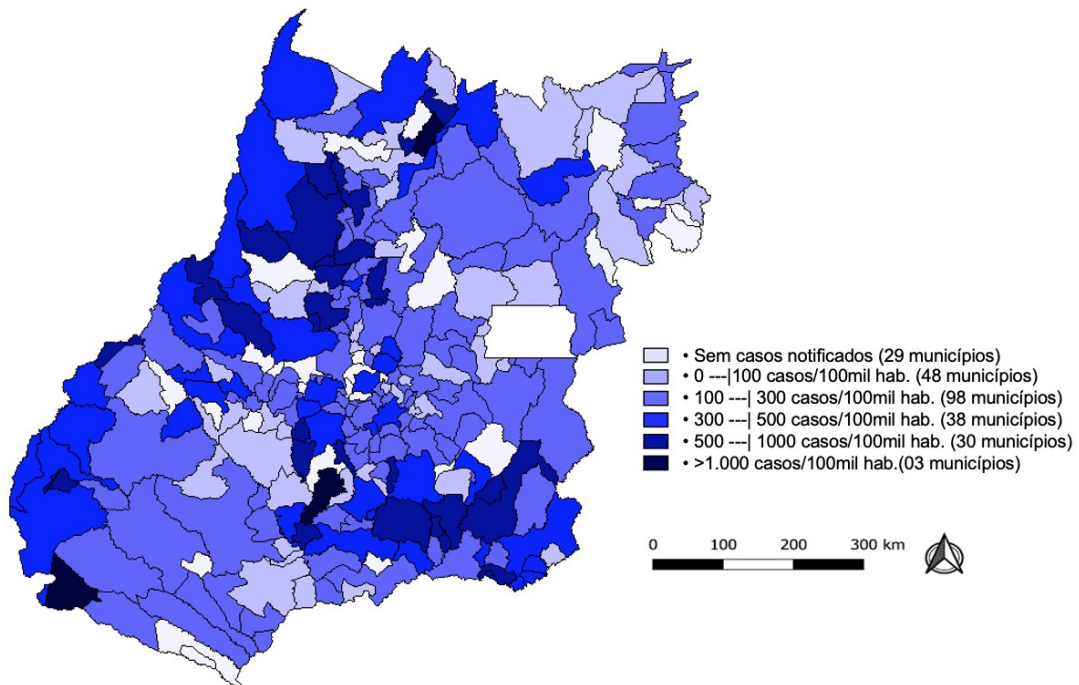 • Sem casos notificados (29 municípios)
• 0 ---|100 casos/100mil hab. (48 municípios)
• 100 ---| 300 casos/100mil hab. (98 municípios)
• 300 ---| 500 casos/100mil hab. (38 municípios)
• 500 ---| 1000 casos/100mil hab. (30 municípios)
• >1.000 casos/100mil hab.(03 municípios)
0 100 200 300 km